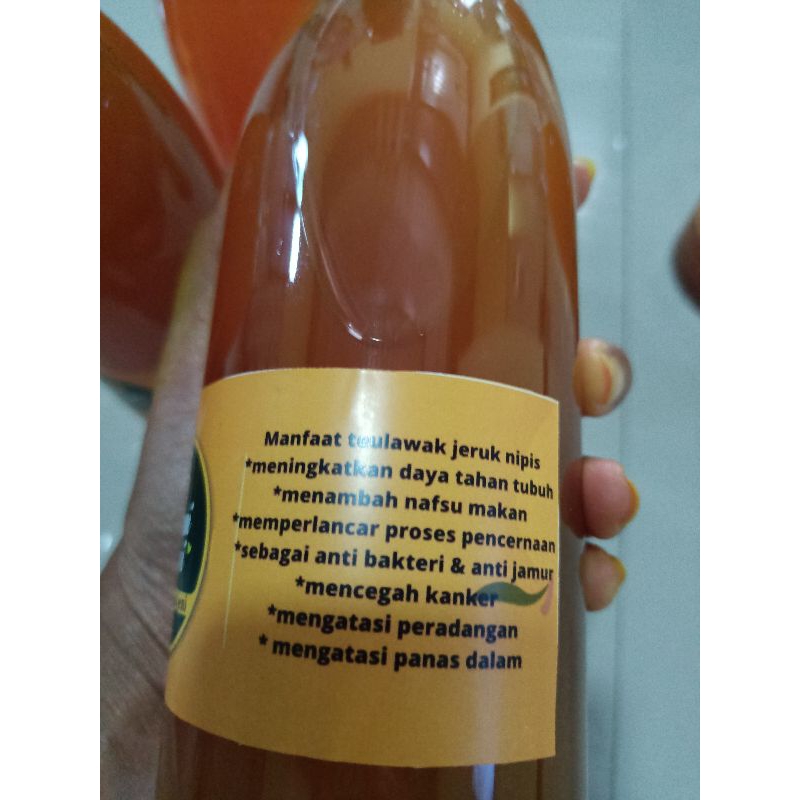 Manfaat temulawak jeruk nipis
*meningkatkan daya tahan tubuh
*menambah nafsu makan
*memperlancar proses pencernaan
*sebagai anti bakteri & anti jamur
*mencegah kanker
*mengatasi peradangan
* mengatasi panas dalam